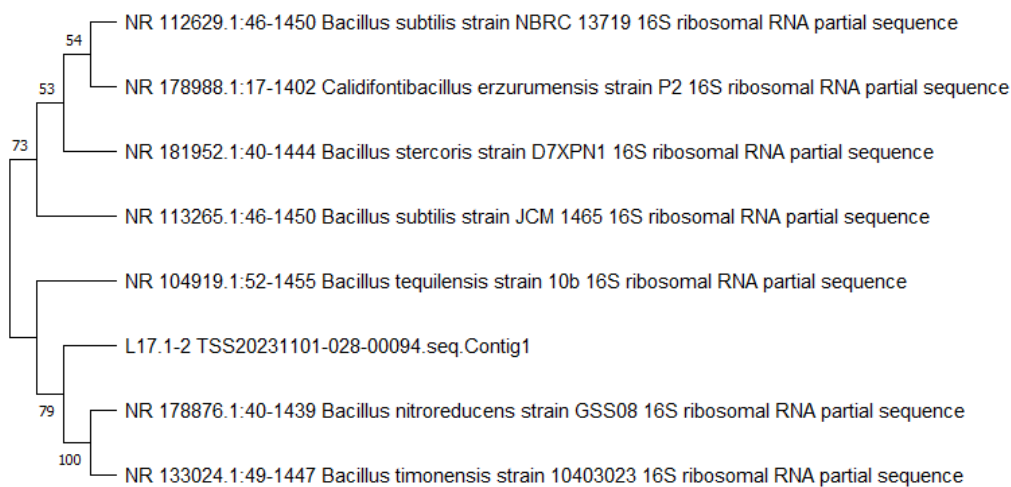 NR 112629.1:46-1450 Bacillus subtilis strain NBRC 13719 16S ribosomal RNA partial sequence
54
NR 178988.1:17-1402 Calidifontibacillus erzurumensis strain P2 16S ribosomal RNA partial sequence
53
NR 181952.1:40-1444 Bacillus stercoris strain D7XPN1 16S ribosomal RNA partial sequence
73
NR 113265.1:46-1450 Bacillus subtilis strain JCM 1465 16S ribosomal RNA partial sequence
NR 104919.1:52-1455 Bacillus tequilensis strain 10b 16S ribosomal RNA partial sequence
L17.1-2 TSS20231101-028-00094.seq.Contig1
79
NR 178876.1:40-1439 Bacillus nitroreducens strain GSS08 16S ribosomal RNA partial sequence
100
NR 133024.1:49-1447 Bacillus timonensis strain 10403023 16S ribosomal RNA partial sequence